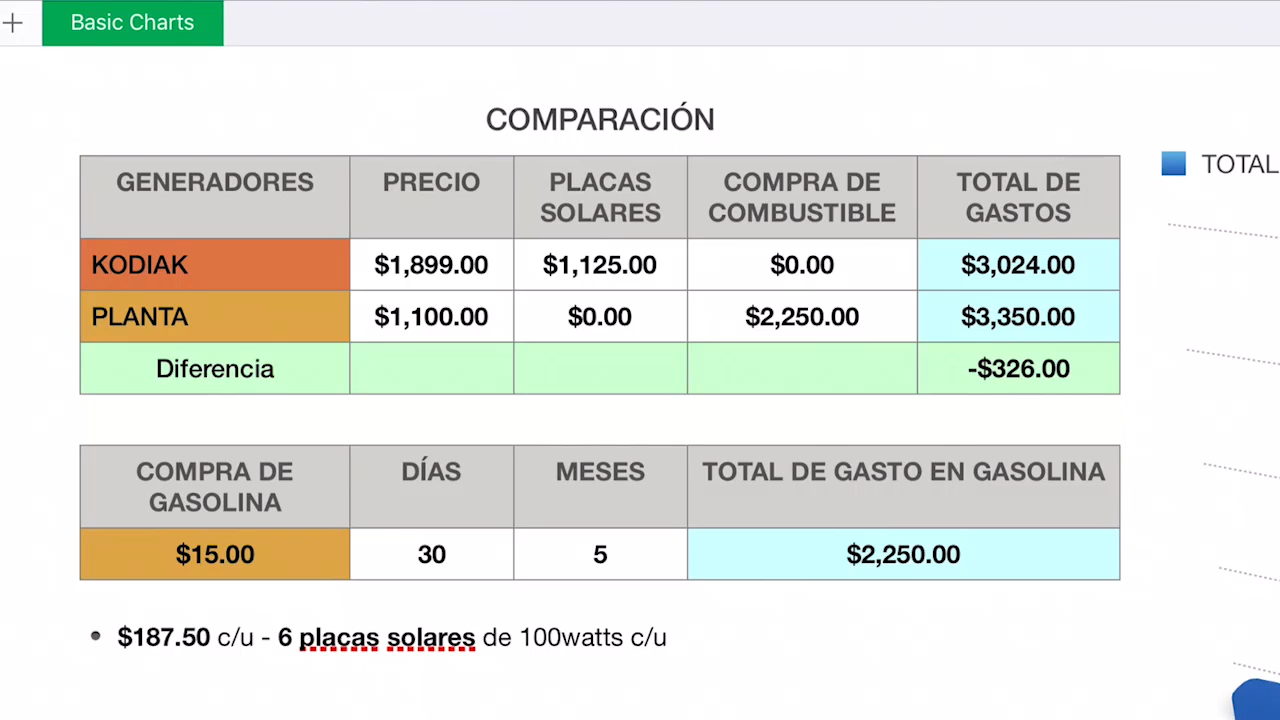 Basic Charts
COMPARACIÓN
TOTAL
GENERADORES PRECIO PLACAS SOLARES COMPRA DE COMBUSTIBLE TOTAL DE GASTOS
KODIAK $1,899.00 $1,125.00 $0.00 $3,024.00
PLANTA $1,100.00 $0.00 $2,250.00 $3,350.00
Diferencia -$326.00
COMPRA DE GASOLINA DÍAS MESES TOTAL DE GASTO EN GASOLINA
$15.00 30 5 $2,250.00
• $187.50 c/u - 6 placas solares de 100watts c/u